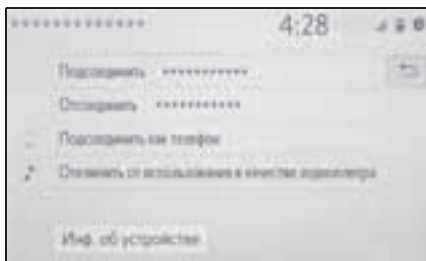 ************** 4:28
Подсоединить ***********
Отсоединить **********
Подсоединить как телефон
Отключить от использования в качестве аудиоплеера
Инф. об устройстве